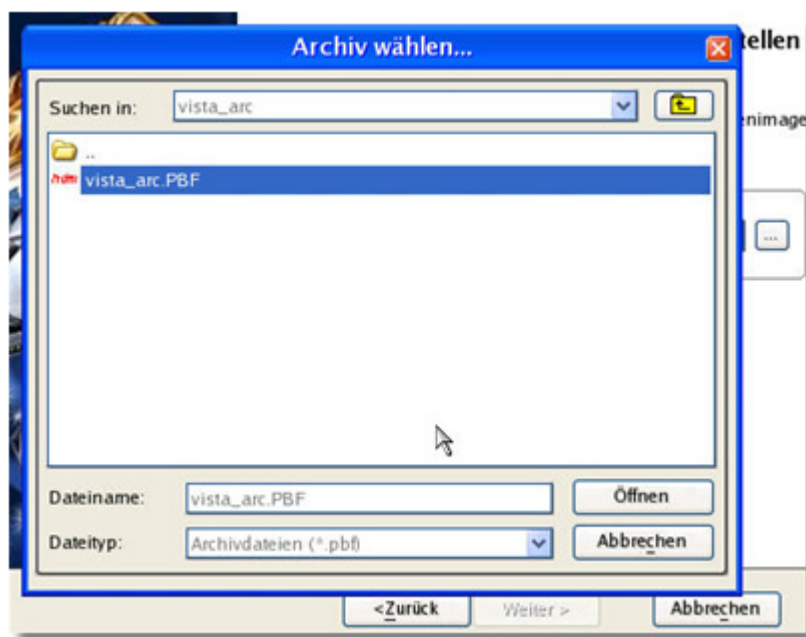 Archiv wählen...
tellen
Suchen in:
vista_arc
enimage
..
hdm vista_arc.PBF
...
Dateiname:
vista_arc.PBF
Öffnen
Dateityp:
Archivdateien (*.pbf)
Abbrechen
<Zurück
Weiter >
Abbrechen